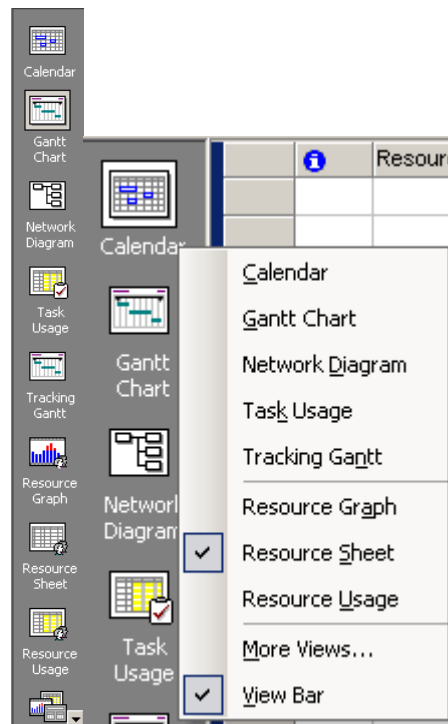 Calendar
Gantt
Chart
Network
Diagram
Task
Usage
Tracking
Gantt
Resource
Graph
Resource
Sheet
Resource
Usage
Resour
Calendar
Gantt
Chart
Network
Diagram
Task
Usage
Calendar
Gantt Chart
Network Diagram
Task Usage
Tracking Gantt
Resource Graph
Resource Sheet
Resource Usage
More Views...
View Bar